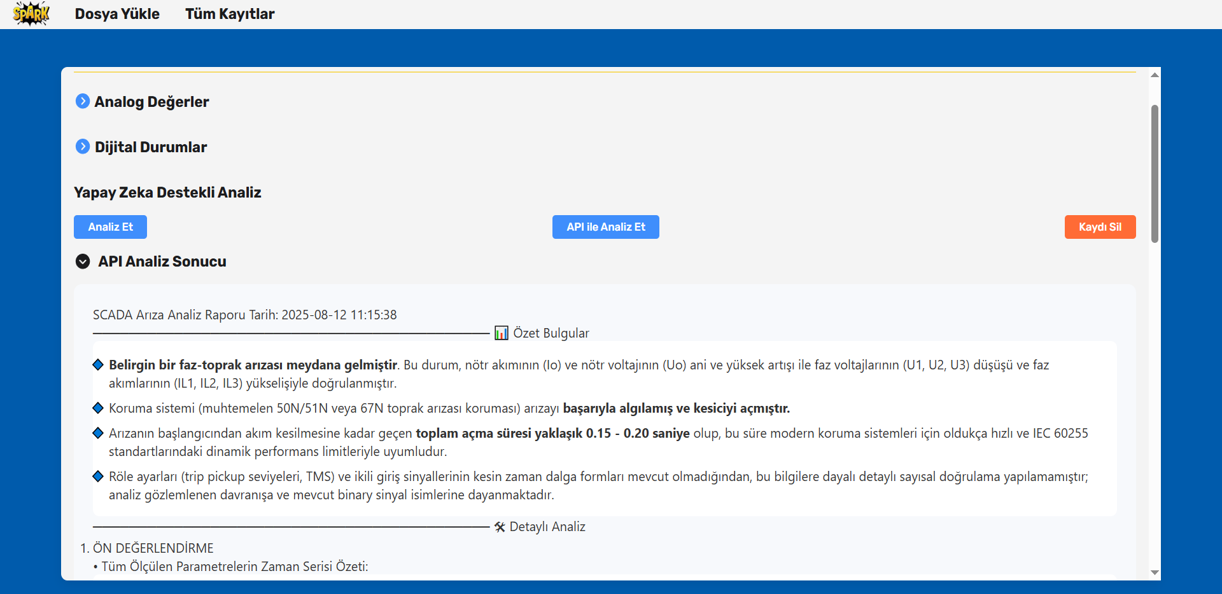 SPARK
Dosya Yükle
Tüm Kayıtlar
Analog Değerler
Dijital Durumlar
Yapay Zeka Destekli Analiz
Analiz Et
API ile Analiz Et
Kaydı Sil
API Analiz Sonucu
SCADA Arıza Analiz Raporu Tarih: 2025-08-12 11:15:38
Özet Bulgular
Belirgin bir faz-toprak arızası meydana gelmiştir. Bu durum, nötr akımının (Io) ve nötr voltajının (Uo) ani ve yüksek artışı ile faz voltajlarının (U1, U2, U3) düşüşü ve faz
akımlarının (IL1, IL2, IL3) yükselişiyle doğrulanmıştır.
Koruma sistemi (muhtemelen 50N/51N veya 67N toprak arızası koruması) arızayı başarıyla algılamış ve kesiciyi açmıştır.
Arızanın başlangıcından akım kesilmesine kadar geçen toplam açma süresi yaklaşık 0.15 - 0.20 saniye olup, bu süre modern koruma sistemleri için oldukça hızlı ve IEC 60255
standartlarındaki dinamik performans limitleriyle uyumludur.
Röle ayarları (trip pickup seviyeleri, TMS) ve ikili giriş sinyallerinin kesin zaman dalga formları mevcut olmadığından, bu bilgilere dayalı detaylı sayısal doğrulama yapılamamıştır;
analiz gözlemlenen davranışa ve mevcut binary sinyal isimlerine dayanmaktadır.
Detaylı Analiz
1. ÖN DEĞERLENDİRME
• Tüm Ölçülen Parametrelerin Zaman Serisi Özeti: